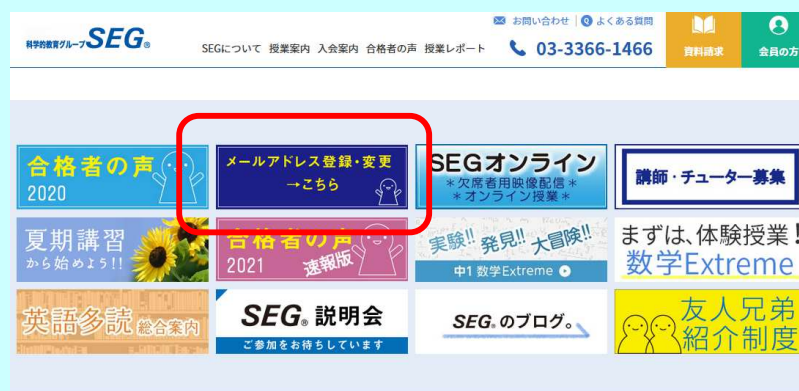 お問い合わせ よくある質問
科学的教育グループSEG®
SEGについて 授業案内 入会案内 合格者の声 授業レポート
03-3366-1466
資料請求
会員の方
合格者の声
2020
メールアドレス登録・変更
→こちら
SEGオンライン
*欠席者用映像配信*
*オンライン授業*
講師・チューター募集
夏期講習
から始めよう!!
合格者の声
2021 速報版
実験!! 発見!! 大冒険!!
中1 数学Extreme
まずは、体験授業!
数学Extreme
英語多読 総合案内
SEG® 説明会
ご参加をお待ちしています
SEG®のブログ。
友人兄弟
紹介制度